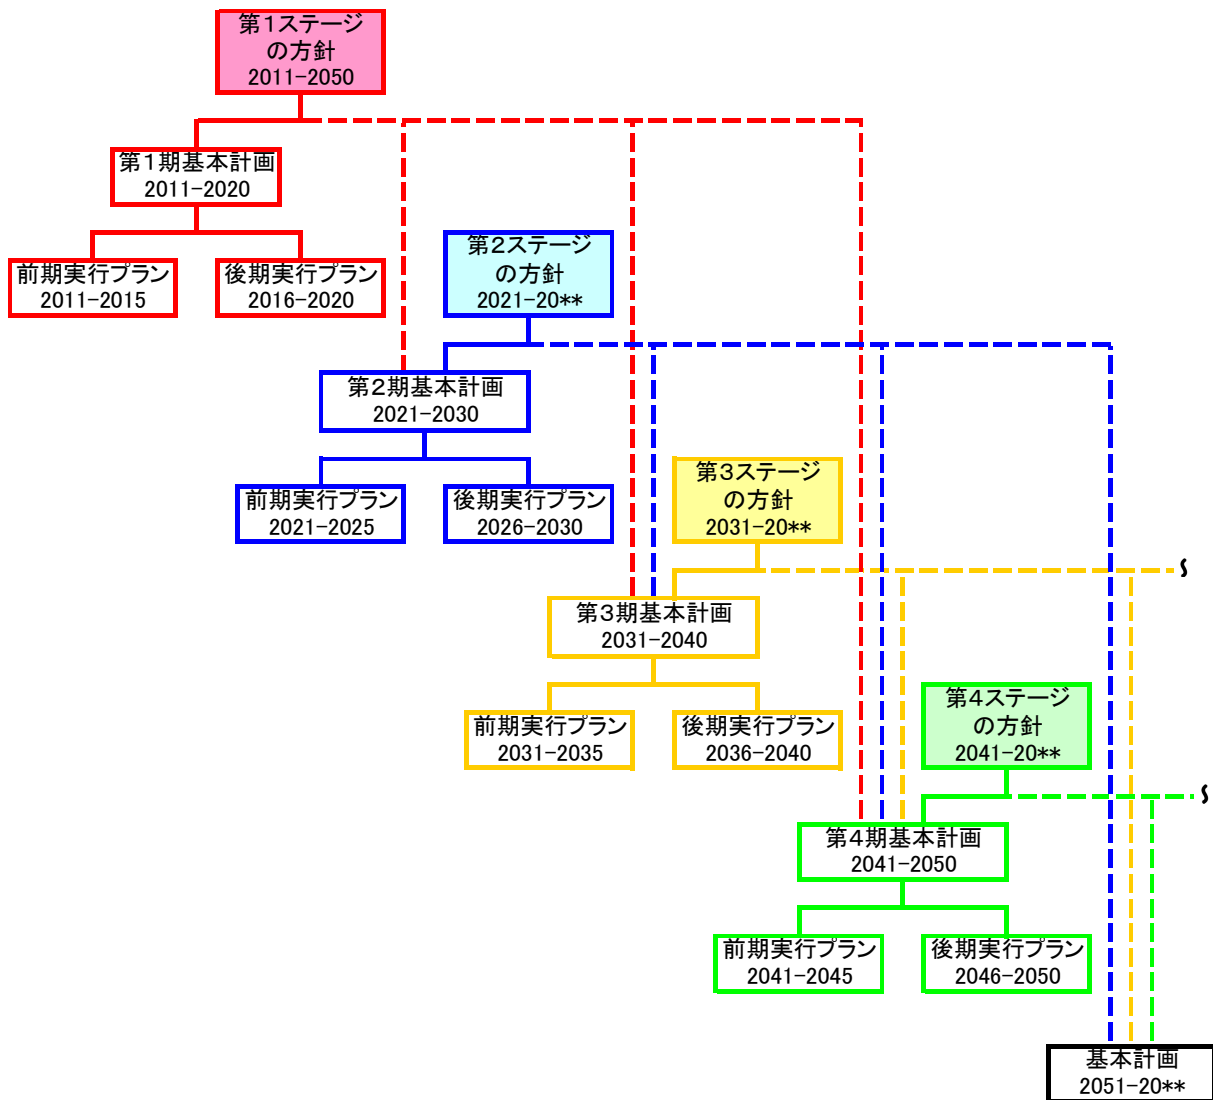 第１ステージ
の方針
2011-2050
第１期基本計画
2011-2020
前期実行プラン
2011-2015
後期実行プラン
2016-2020
第２ステージ
の方針
2021-20**
第２期基本計画
2021-2030
前期実行プラン
2021-2025
後期実行プラン
2026-2030
第３ステージ
の方針
2031-20**
第３期基本計画
2031-2040
前期実行プラン
2031-2035
後期実行プラン
2036-2040
第４ステージ
の方針
2041-20**
第４期基本計画
2041-2050
前期実行プラン
2041-2045
後期実行プラン
2046-2050
基本計画
2051-20**